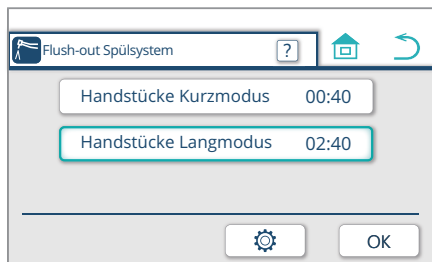 Flush-out Spülsystem ?
Handstücke Kurzmodus 00:40
Handstücke Langmodus 02:40
OK